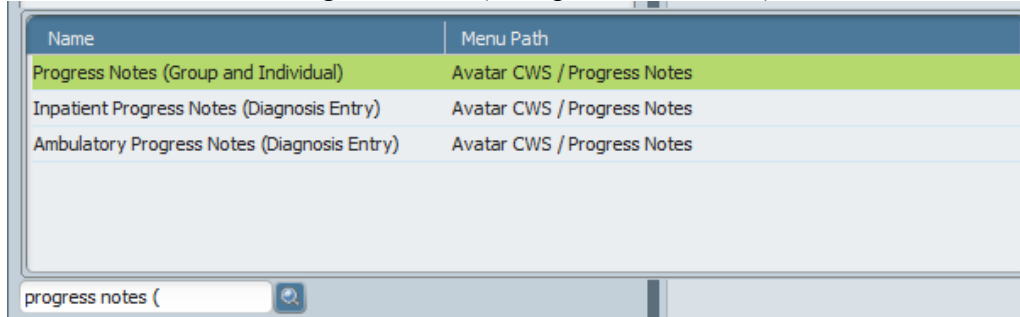 Name Menu Path
Progress Notes (Group and Individual) Avatar CWS / Progress Notes
Inpatient Progress Notes (Diagnosis Entry) Avatar CWS / Progress Notes
Ambulatory Progress Notes (Diagnosis Entry) Avatar CWS / Progress Notes
progress notes (